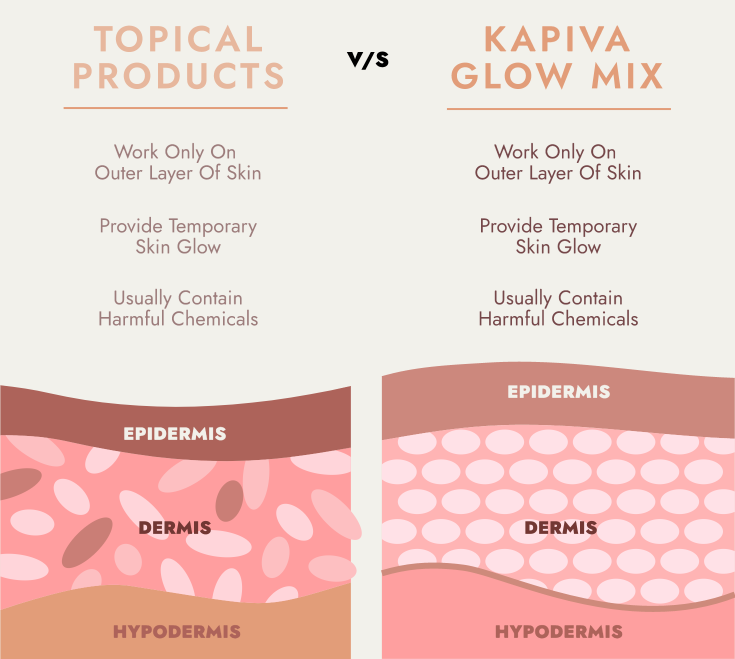 TOPICAL
PRODUCTS
V/S
KAPIVA
GLOW MIX
Work Only On
Outer Layer Of Skin
Provide Temporary
Skin Glow
Usually Contain
Harmful Chemicals
Work Only On
Outer Layer Of Skin
Provide Temporary
Skin Glow
Usually Contain
Harmful Chemicals
EPIDERMIS
DERMIS
HYPODERMIS
EPIDERMIS
DERMIS
HYPODERMIS